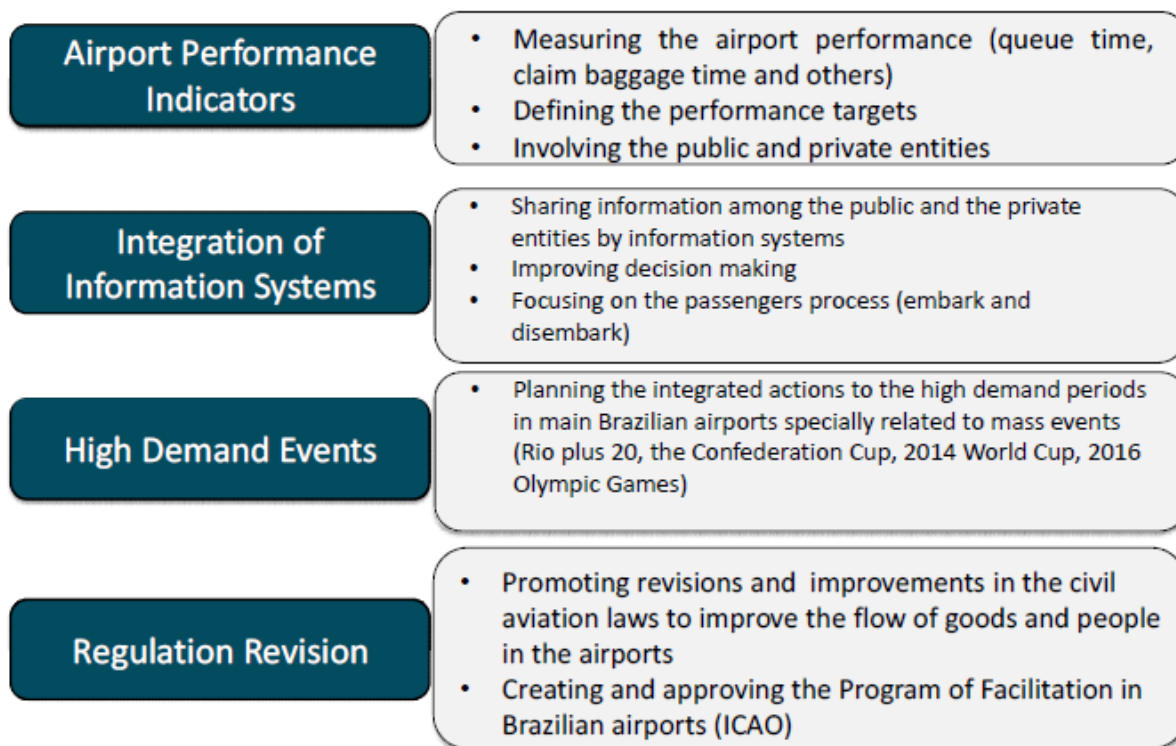 Airport Performance
Indicators
• Measuring the airport performance (queue time,
claim baggage time and others)
• Defining the performance targets
• Involving the public and private entities
Integration of
Information Systems
• Sharing information among the public and the private
entities by information systems
• Improving decision making
• Focusing on the passengers process (embark and
disembark)
High Demand Events
• Planning the integrated actions to the high demand periods
in main Brazilian airports specially related to mass events
(Rio plus 20, the Confederation Cup, 2014 World Cup, 2016
Olympic Games)
Regulation Revision
• Promoting revisions and improvements in the civil
aviation laws to improve the flow of goods and people
in the airports
• Creating and approving the Program of Facilitation in
Brazilian airports (ICAO)